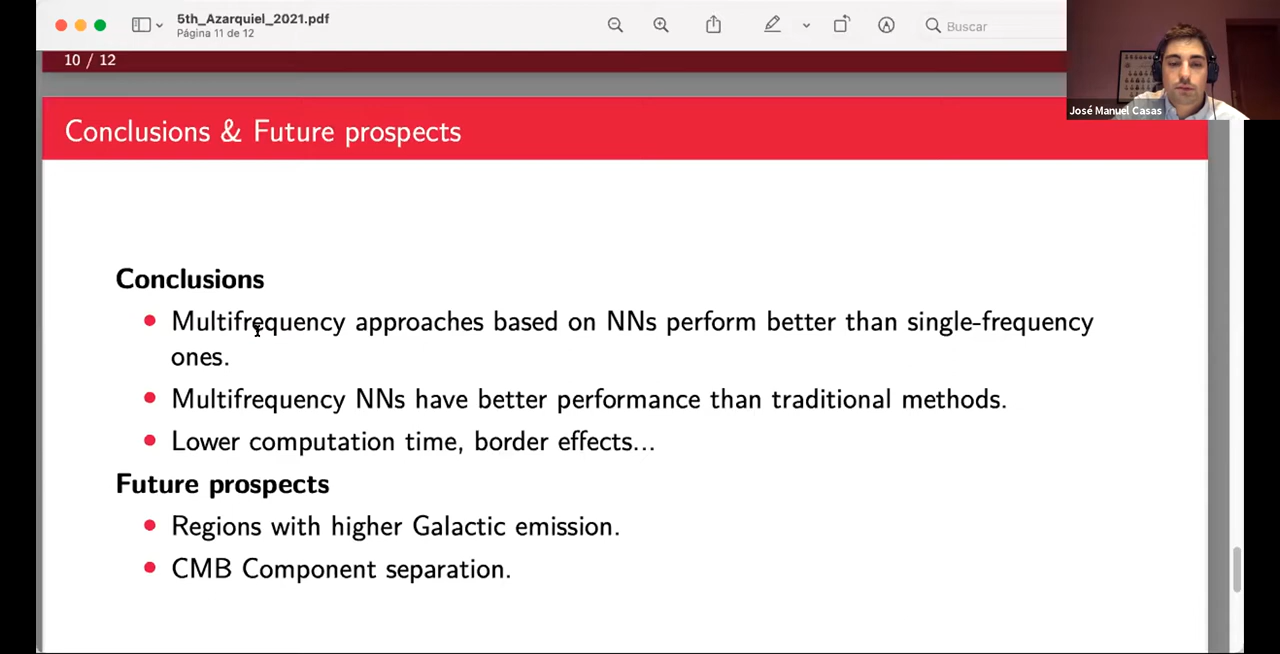 5th_Azarquiel_2021.pdf
Página 11 de 12
Buscar
José Manuel Casas
10 / 12
Conclusions & Future prospects
Conclusions
Multifrequency approaches based on NNs perform better than single-frequency
ones.
Multifrequency NNs have better performance than traditional methods.
Lower computation time, border effects...
Future prospects
Regions with higher Galactic emission.
CMB Component separation.